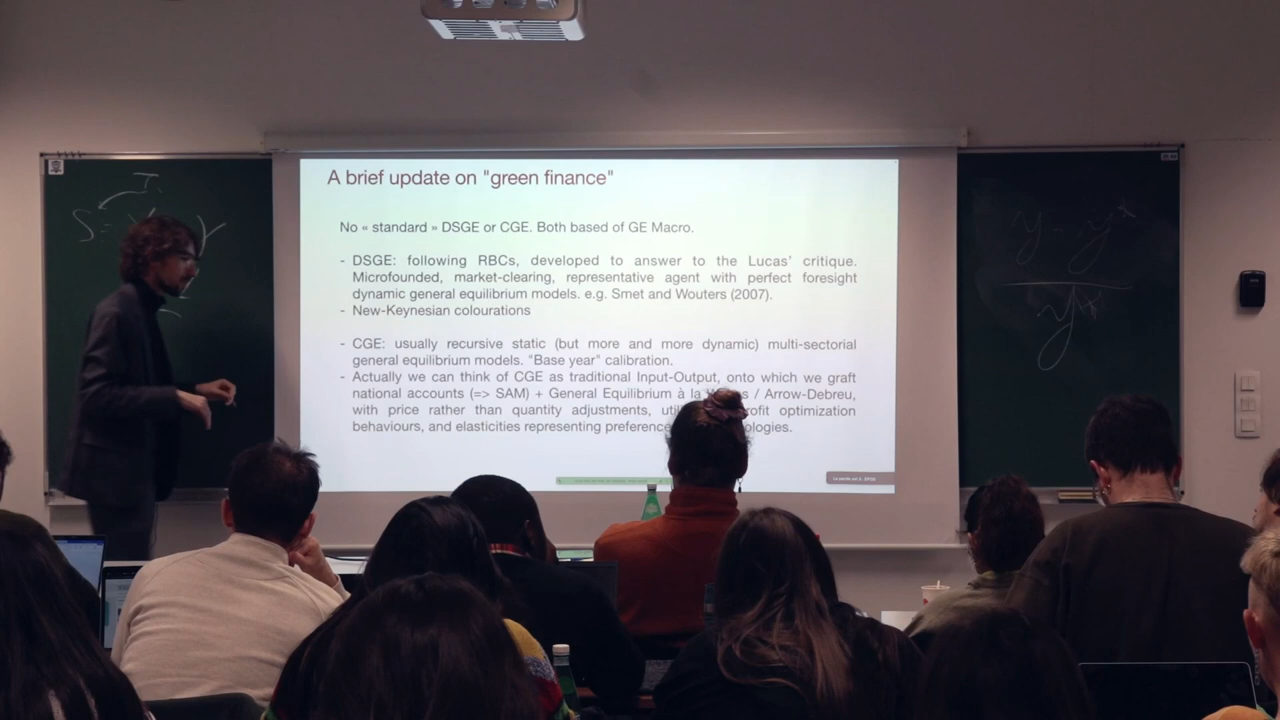 A brief update on "green finance"
No « standard » DSGE or CGE. Both based of GE Macro.
- DSGE: following RBCs, developed to answer to the Lucas' critique.
Microfounded, market-clearing, representative agent with perfect foresight
dynamic general equilibrium models. e.g. Smet and Wouters (2007).
- New-Keynesian colourations
- CGE: usually recursive static (but more and more dynamic) multi-sectorial
general equilibrium models. "Base year" calibration.
- Actually we can think of CGE as traditional Input-Output, onto which we graft
national accounts (=> SAM) + General Equilibrium à la / Arrow-Debreu,
with price rather than quantity adjustments, optimization
behaviours, and elasticities representing
y - y*
y*